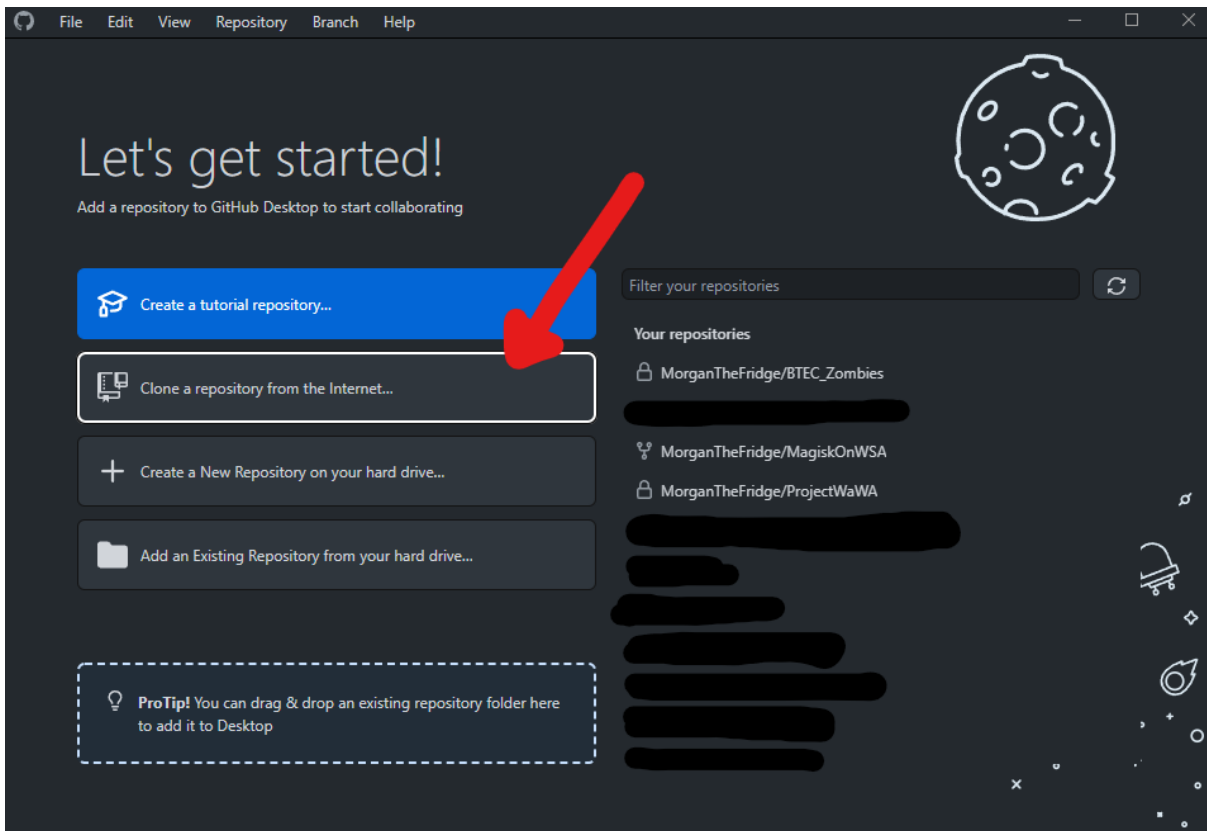 File Edit View Repository Branch Help
Let's get started!
Add a repository to GitHub Desktop to start collaborating
Create a tutorial repository...
Clone a repository from the Internet...
Create a New Repository on your hard drive...
Add an Existing Repository from your hard drive...
ProTip! You can drag & drop an existing repository folder here
to add it to Desktop
Filter your repositories
Your repositories
MorganTheFridge/BTEC_Zombies
MorganTheFridge/MagiskOnWSA
MorganTheFridge/ProjectWaWA